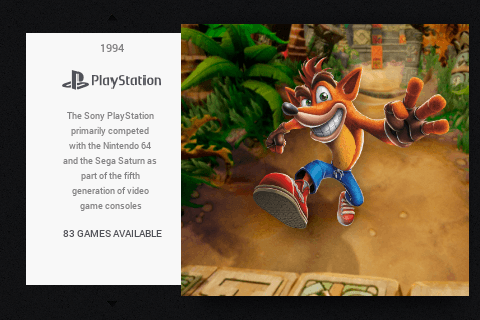 1994
PlayStation
The Sony PlayStation
primarily competed
with the Nintendo 64
and the Sega Saturn as
part of the fifth
generation of video
game consoles
83 GAMES AVAILABLE